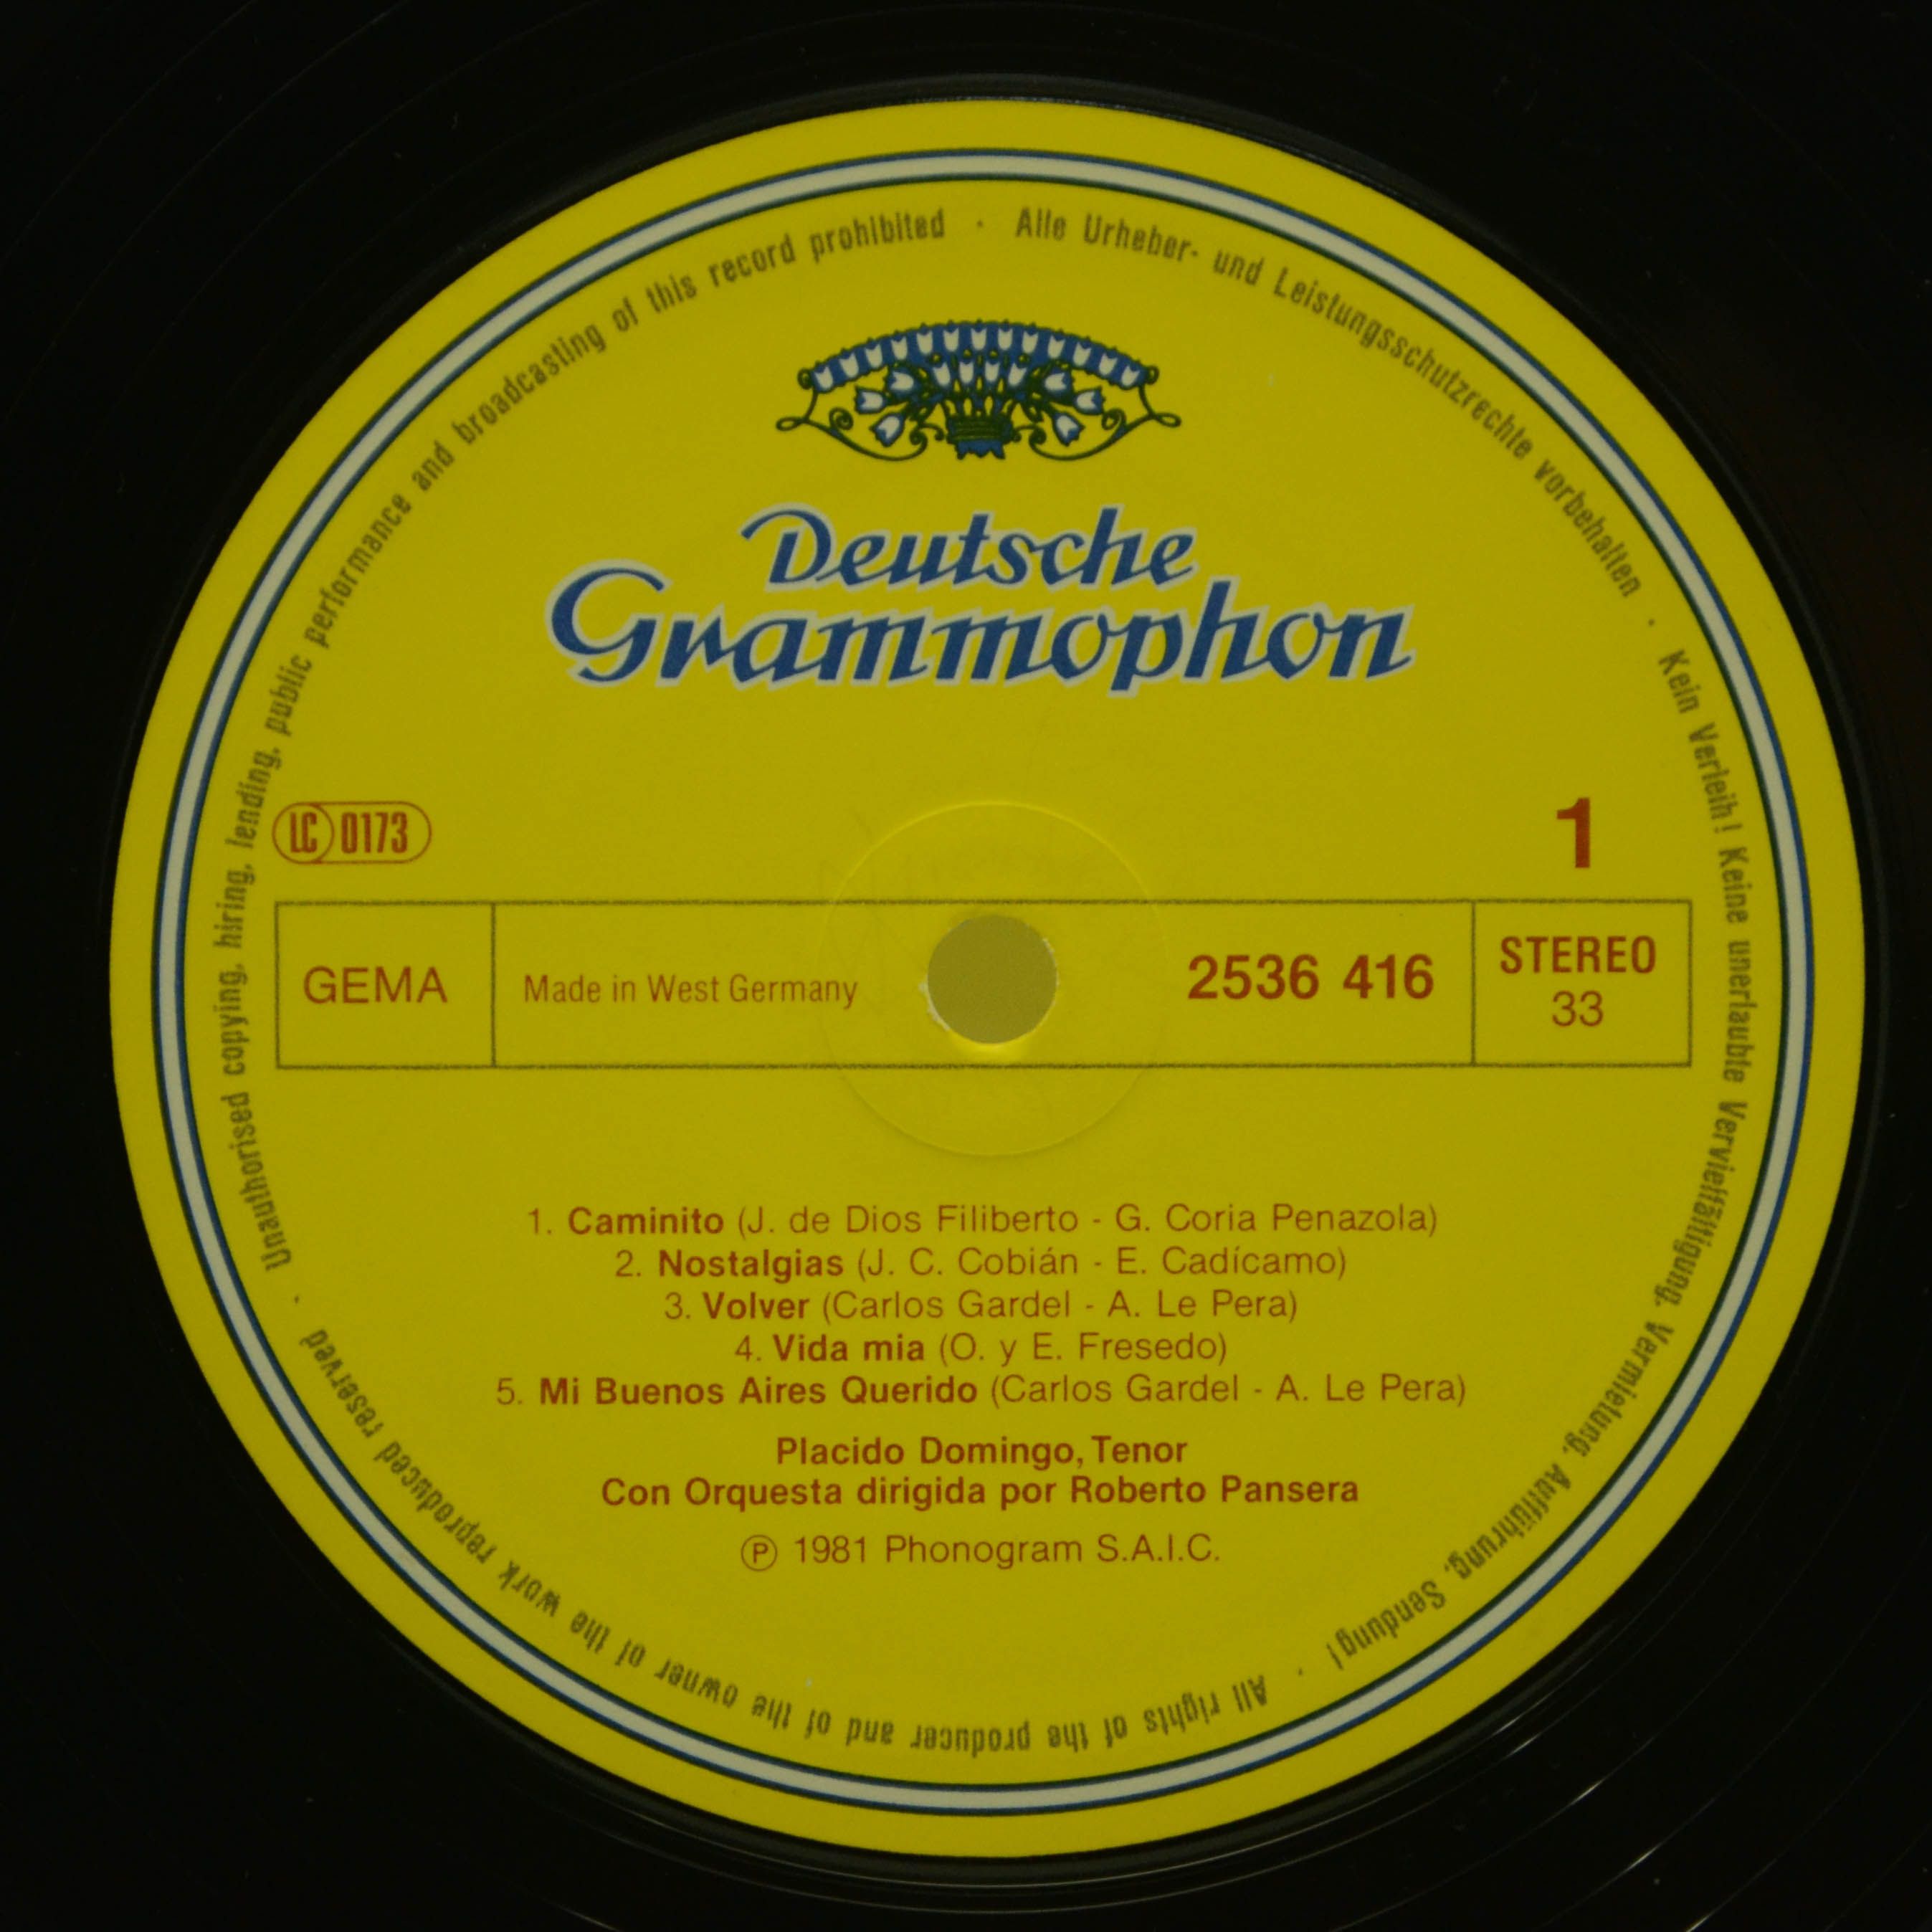 Deutsche
Grammophon
LC 0173
1
GEMA
Made in West Germany
2536 416
STEREO
33
1. Caminito (J. de Dios Filiberto - G. Coria Penazola)
2. Nostalgias (J. C. Cobián - E. Cadícamo)
3. Volver (Carlos Gardel - A. Le Pera)
4. Vida mia (O. y E. Fresedo)
5. Mi Buenos Aires Querido (Carlos Gardel - A. Le Pera)
Placido Domingo, Tenor
Con Orquesta dirigida por Roberto Pansera
℗ 1981 Phonogram S.A.I.C.
Alle Urheber- und Leistungsschutzrechte vorbehalten · Kein Verleih! Keine unerlaubte Vervielfältigung, Vermietung, Aufführung, Sendung! · All rights of the producer and of the owner of the work reproduced reserved · Unauthorised copying, hiring, lending, public performance and broadcasting of this record prohibited ·